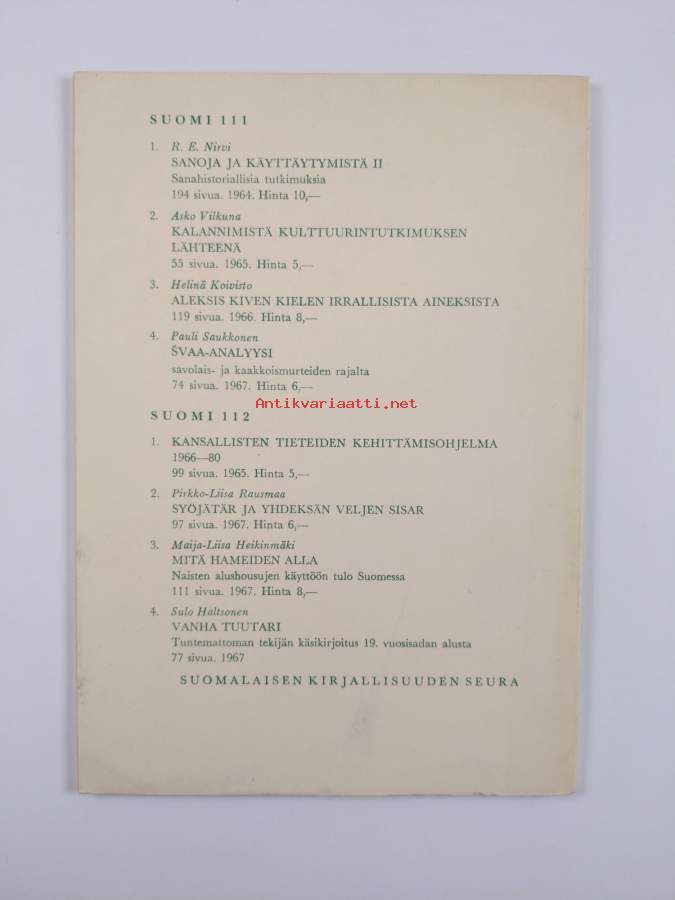 SUOMI 111
1. R. E. Nirvi
SANOJA JA KÄYTTÄYTYMISTÄ II
Sanahistoriallisia tutkimuksia
194 sivua. 1964. Hinta 10,—
2. Asko Vilkuna
KALANNIMISTÄ KULTTUURINTUTKIMUKSEN
LÄHTEENÄ
55 sivua. 1965. Hinta 5,—
3. Helinä Koivisto
ALEKSIS KIVEN KIELEN IRRALLISISTA AINEKSISTA
119 sivua. 1966. Hinta 8,—
4. Pauli Saukkonen
ŠVAA-ANALYYSI
savolais- ja kaakkoismurteiden rajalta
74 sivua. 1967. Hinta 6,—
Antikvariaatti.net
SUOMI 112
1. KANSALLISTEN TIETEIDEN KEHITTÄMISOHJELMA
1966—80
99 sivua. 1965. Hinta 5,—
2. Pirkko-Liisa Rausmaa
SYÖJÄTÄR JA YHDEKSÄN VELJEN SISAR
97 sivua. 1967. Hinta 6,—
3. Maija-Liisa Heikinmäki
MITÄ HAMEIDEN ALLA
Naisten alushousujen käyttöön tulo Suomessa
111 sivua. 1967. Hinta 8,—
4. Sulo Haltsonen
VANHA TUUTARI
Tuntemattoman tekijän käsikirjoitus 19. vuosisadan alusta
77 sivua. 1967
SUOMALAISEN KIRJALLISUUDEN SEURA